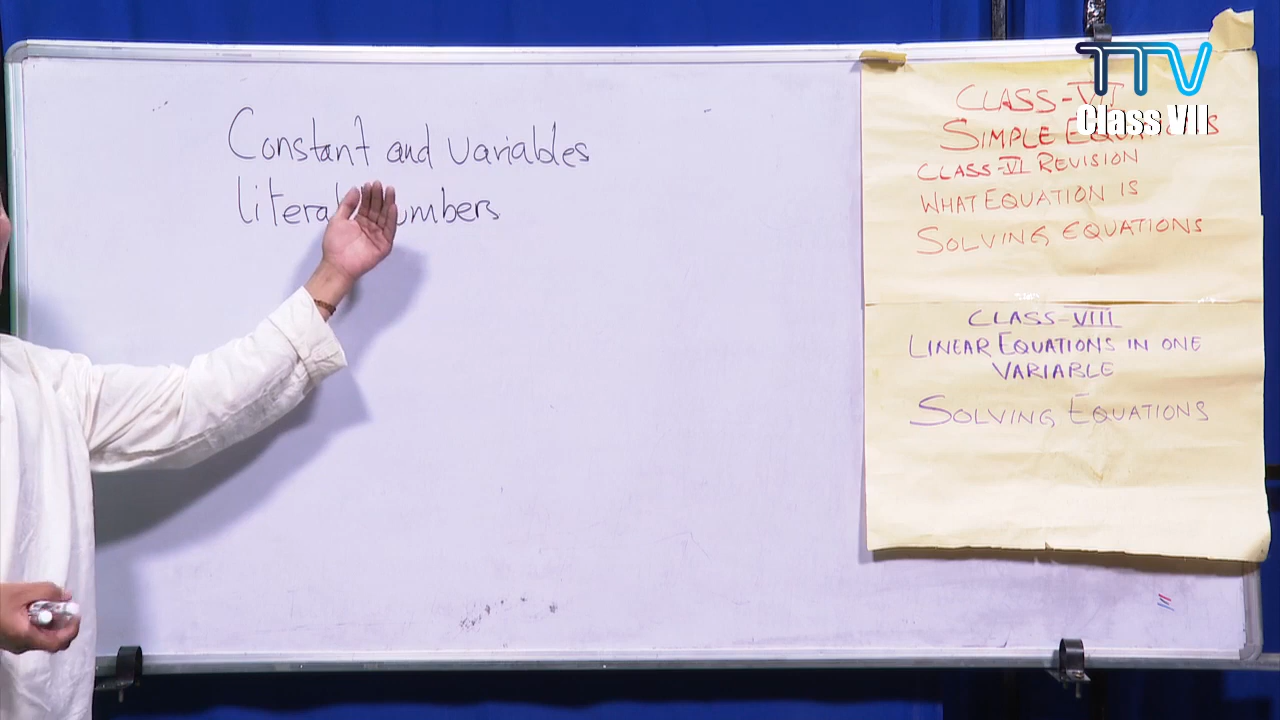 Constant and variables
literal numbers
TTV
Class VII
CLASS-VII
SIMPLE EQUATIONS
CLASS-VI REVISION
WHAT EQUATION IS
SOLVING EQUATIONS
CLASS-VIII
LINEAR EQUATIONS IN ONE
VARIABLE
SOLVING EQUATIONS